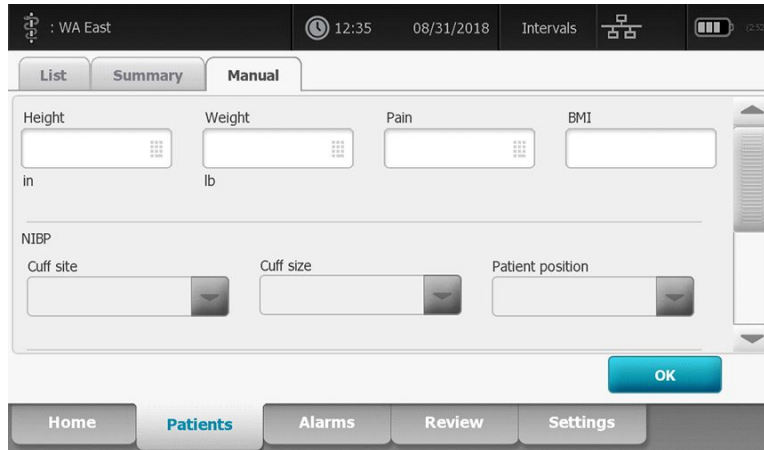 : WA East 12:35 08/31/2018 Intervals
List Summary Manual
Height Weight Pain BMI
in lb
NIBP
Cuff site Cuff size Patient position
OK
Home Patients Alarms Review Settings